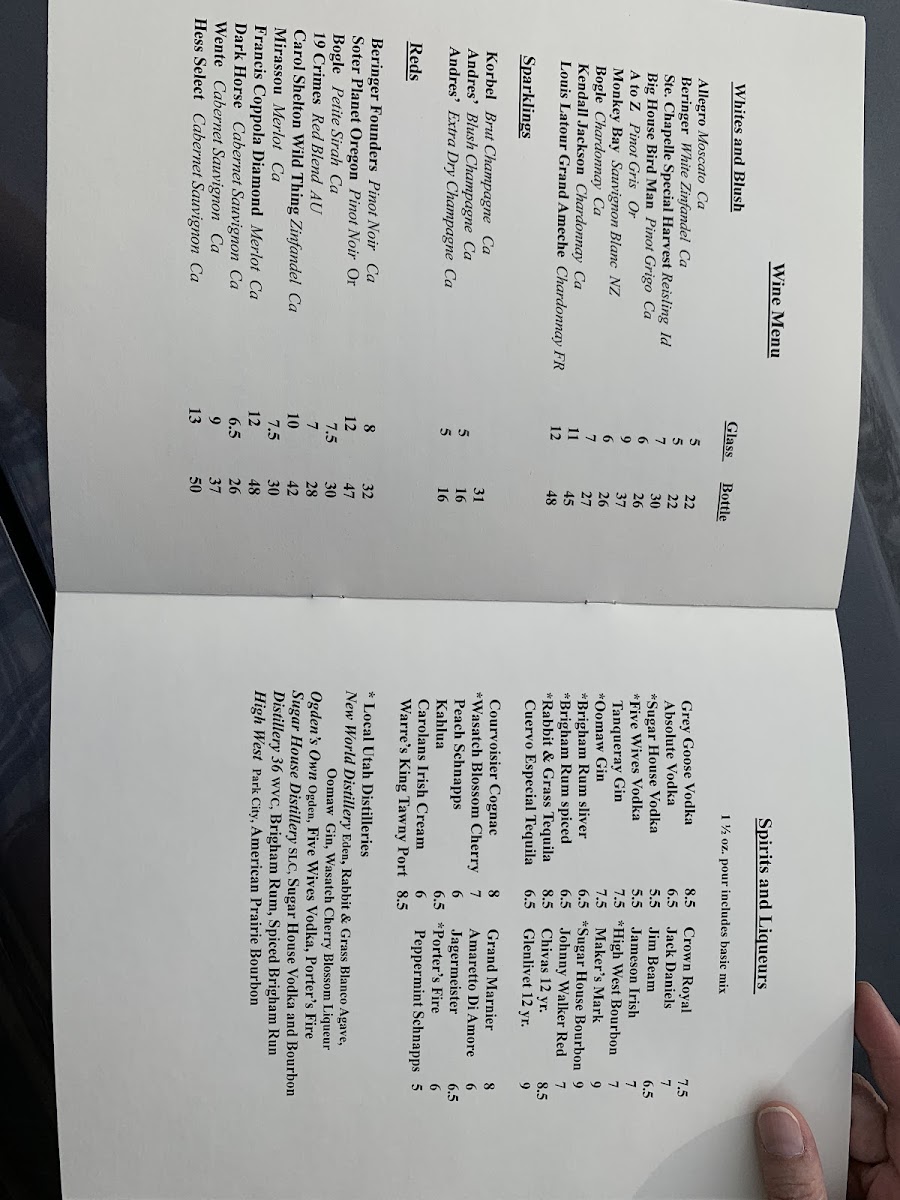 Wine Menu
Whites and Blush Glass Bottle
Allegro Moscato Ca 5 22
Beringer White Zinfandel Ca 5 22
Ste. Chapelle Special Harvest Reisling Id 7 30
Big House Bird Man Pinot Grigo Ca 6 26
A to Z Pinot Gris Or 9 37
Monkey Bay Sauvignon Blanc NZ 6 26
Bogle Chardonnay Ca 7 27
Kendall Jackson Chardonnay Ca 11 45
Louis Latour Grand Ameche Chardonnay FR 12 48
Sparklings
Korbel Brut Champagne Ca 31
Andres' Blush Champagne Ca 5 16
Andres' Extra Dry Champagne Ca 5 16
Reds
Beringer Founders Pinot Noir Ca 8 32
Soter Planet Oregon Pinot Noir Or 12 47
Bogle Petite Sirah Ca 7.5 30
19 Crimes Red Blend AU 7 28
Carol Shelton Wild Thing Zinfandel Ca 10 42
Mirassou Merlot Ca 7.5 30
Francis Coppola Diamond Merlot Ca 12 48
Dark Horse Cabernet Sauvignon Ca 6.5 26
Wente Cabernet Sauvignon Ca 9 37
Hess Select Cabernet Sauvignon Ca 13 50
Spirits and Liqueurs
1 ½ oz. pour includes basic mix
Grey Goose Vodka 8.5 Crown Royal 7.5
Absolute Vodka 6.5 Jack Daniels 7
*Sugar House Vodka 5.5 Jim Beam 6.5
*Five Wives Vodka 5.5 Jameson Irish 7
Tanqueray Gin 7.5 *High West Bourbon 7
*Oomaw Gin 7.5 Maker's Mark 9
*Brigham Rum sliver 6.5 *Sugar House Bourbon 9
*Brigham Rum spiced 6.5 Johnny Walker Red 7
*Rabbit & Grass Tequila 8.5 Chivas 12 yr. 8.5
Cuervo Especial Tequila 6.5 Glenlivet 12 yr. 9
Courvoisier Cognac 8 Grand Marnier 8
*Wasatch Blossom Cherry 7 Amaretto Di Amore 6
Peach Schnapps 6 Jagermeister 6.5
Kahlua 6.5 *Porter's Fire 6
Carolans Irish Cream 6 Peppermint Schnapps 5
Warre's King Tawny Port 8.5
* Local Utah Distilleries
New World Distillery Eden, Rabbit & Grass Blanco Agave,
Oomaw Gin, Wasatch Cherry Blossom Liqueur
Ogden's Own Ogden, Five Wives Vodka, Porter's Fire
Sugar House Distillery SLC, Sugar House Vodka and Bourbon
Distillery 36 WVC, Brigham Rum, Spiced Brigham Run
High West Park City, American Prairie Bourbon